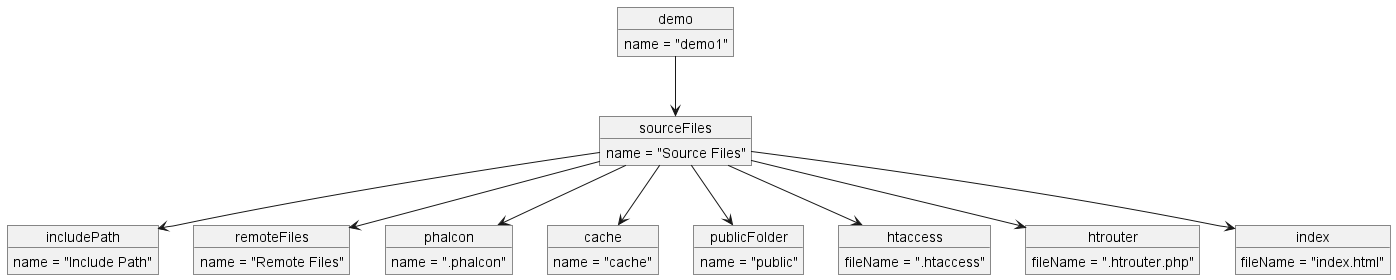 demo
name = "demo1"
sourceFiles
name = "Source Files"
includePath
name = "Include Path"
remoteFiles
name = "Remote Files"
phalcon
name = ".phalcon"
cache
name = "cache"
publicFolder
name = "public"
htaccess
fileName = ".htaccess"
htrouter
fileName = ".htrouter.php"
index
fileName = "index.html"